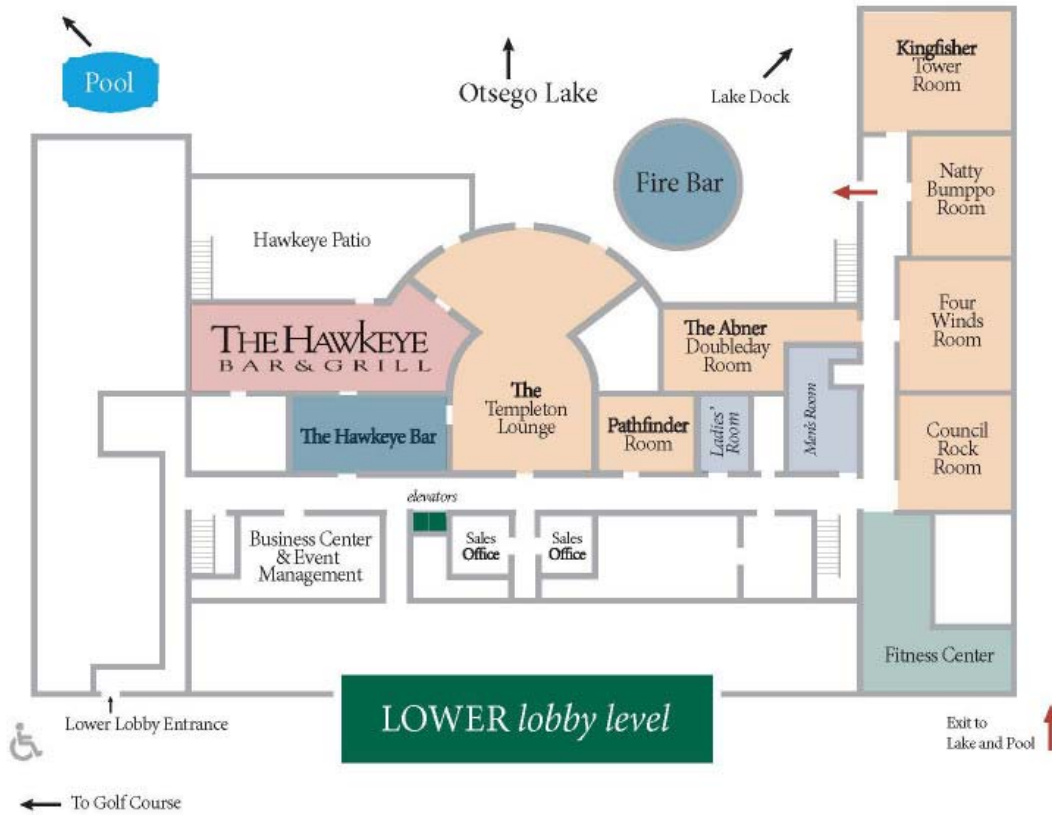 Pool
Otsego Lake
Lake Dock
Kingfisher
Tower
Room
Fire Bar
Natty
Bumppo
Room
Hawkeye Patio
THE HAWKEYE
BAR & GRILL
The Abner
Doubleday
Room
Four
Winds
Room
The
Templeton
Lounge
The Hawkeye Bar
Pathfinder
Room
Ladies'
Room
Men's Room
Council
Rock
Room
elevators
Business Center
& Event
Management
Sales
Office
Sales
Office
Fitness Center
LOWER lobby level
Lower Lobby Entrance
Exit to
Lake and Pool
To Golf Course